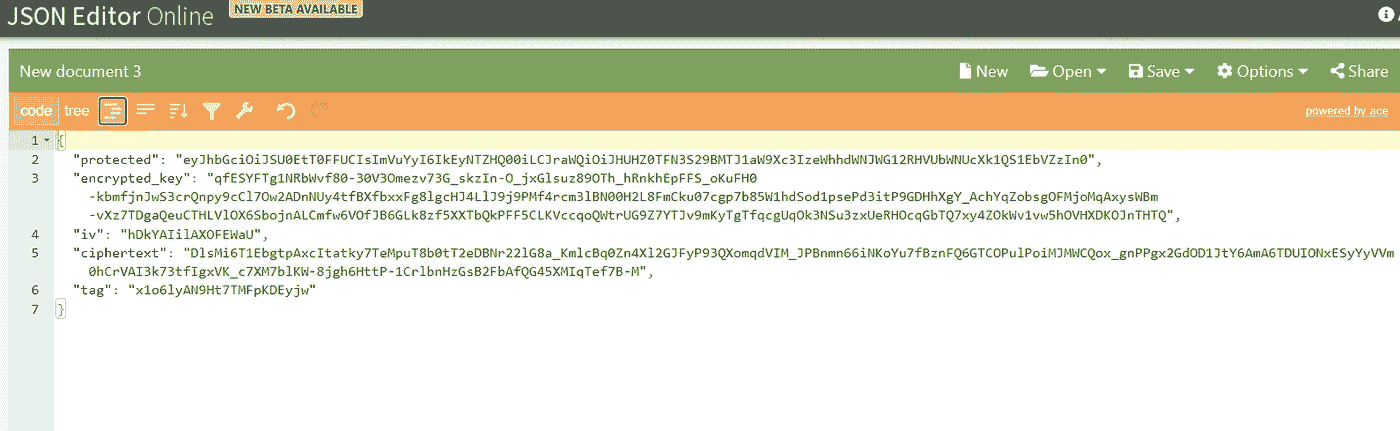 JSON Editor Online NEW BETA AVAILABLE
New document 3 New Open Save Options Share
code tree powered by ace
1 {
2 "protected": "eyJhbGciOiJSU0EtT0FFUCIsImVuYyI6IkEyNTZHQ00iLCJraWQiOiJHUHZ0TFN3S29BMTJ1aW9Xc3IzeWhhdWNJWG12RHVUbWNUcXk1QS1EbVZzIn0",
3 "encrypted_key": "qfESYFTg1NRbWvf80-30V3Omezv73G_skzIn-O_jxGlsuz89OTh_hRnkhEpFFS_oKuFH0
-kbmfjnJwS3crQnpy9cCl7Ow2ADnNUy4tfBXfbxxFg8lgcHJ4LlJ9j9PMf4rcm3lBN00H2L8FmCku07cgp7b85W1hdSod1psePd3itP9GDHhXgY_AchYqZobsgOFMjoMqAxysWBm
-vXz7TDgaQeuCTHLVlOX6SbojnALCmfw6VOfJB6GLk8zf5XXTbQkPFF5CLKVccqoQWtrUG9Z7YTJv9mKyTgTfqcgUqOk3NSu3zxUeRHOcqGbTQ7xy4ZOkWv1vw5hOVHXDKOJnTHTQ",
4 "iv": "hDkYAIilAXOFEWaU",
5 "ciphertext": "DlsMi6T1EbgtpAxcItatky7TeMpuT8b0tT2eDBNr22lG8a_KmlcBq0Zn4Xl2GJFyP93QXomqdVIM_JPBnmn66iNKoYu7fBznFQ6GTCOPulPoiMJMWCQox_gnPPgx2GdOD1JtY6AmA6TDUIONxESyYyVVm
0hCrVAI3k73tfIgxVK_c7XM7blKW-8jgh6HttP-1CrlbnHzGsB2FbAfQG45XMIqTef7B-M",
6 "tag": "x1o6lyAN9Ht7TMFpKDEyjw"
7 }